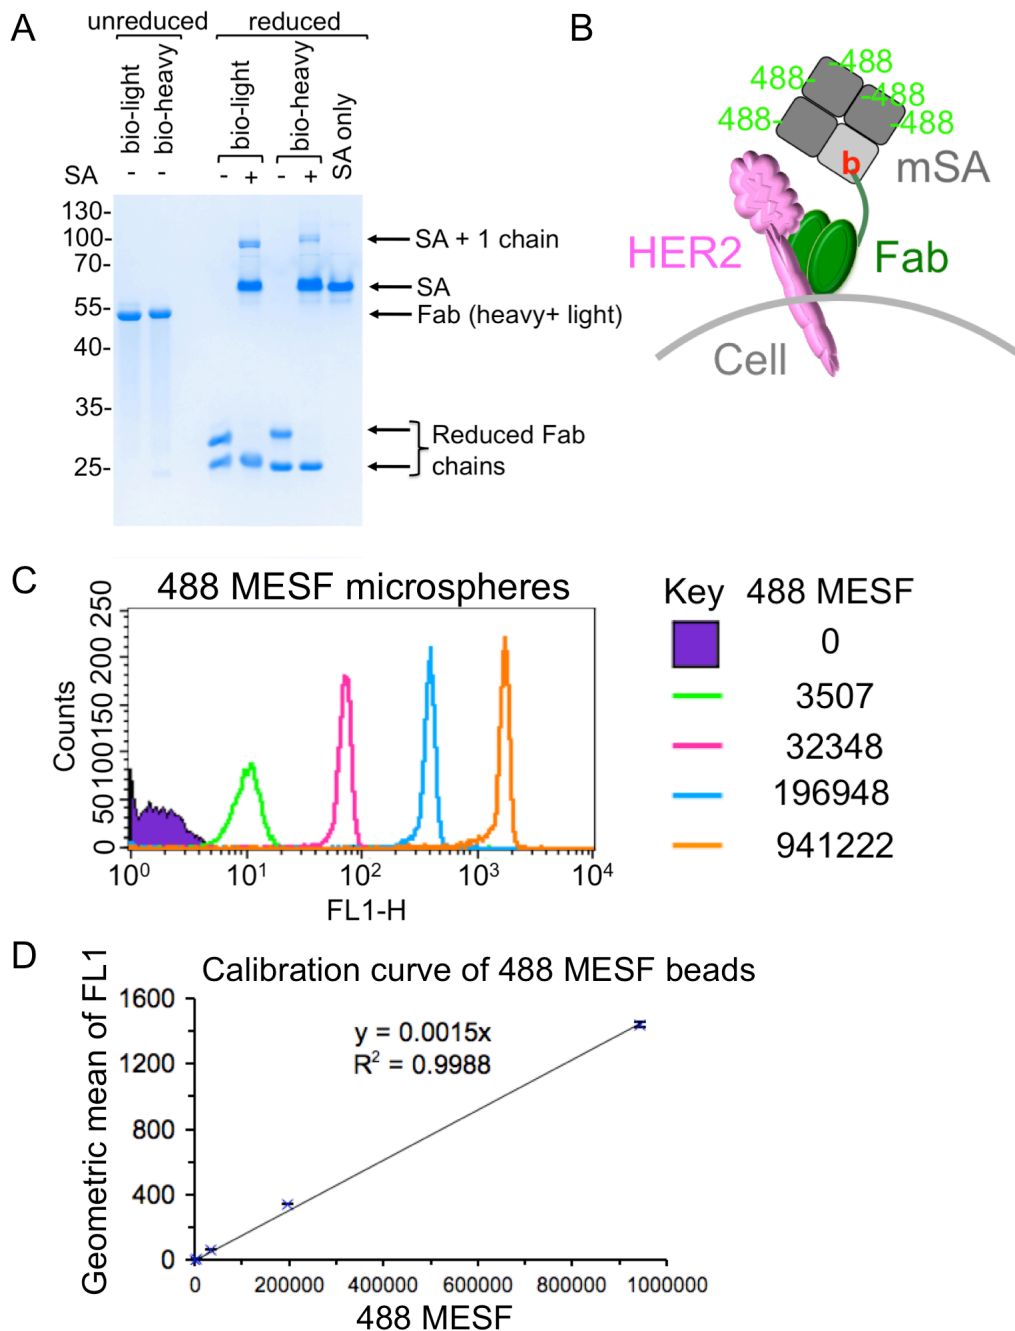 A
unreduced reduced
bio-light
bio-heavy
bio-light
bio-heavy
SA only
SA - - - + - +
130-
100-
70-
55-
40-
35-
25-
SA + 1 chain
SA
Fab (heavy+ light)
Reduced Fab
chains
B
488- -488
-488
488- -488
b
mSA
HER2
Fab
Cell
C
488 MESF microspheres
Counts
250
200
150
100
50
0
10⁰ 10¹ 10² 10³ 10⁴
FL1-H
Key 488 MESF
0
3507
32348
196948
941222
D
Calibration curve of 488 MESF beads
Geometric mean of FL1
1600
1200
800
400
0
y = 0.0015x
R² = 0.9988
0 200000 400000 600000 800000 1000000
488 MESF